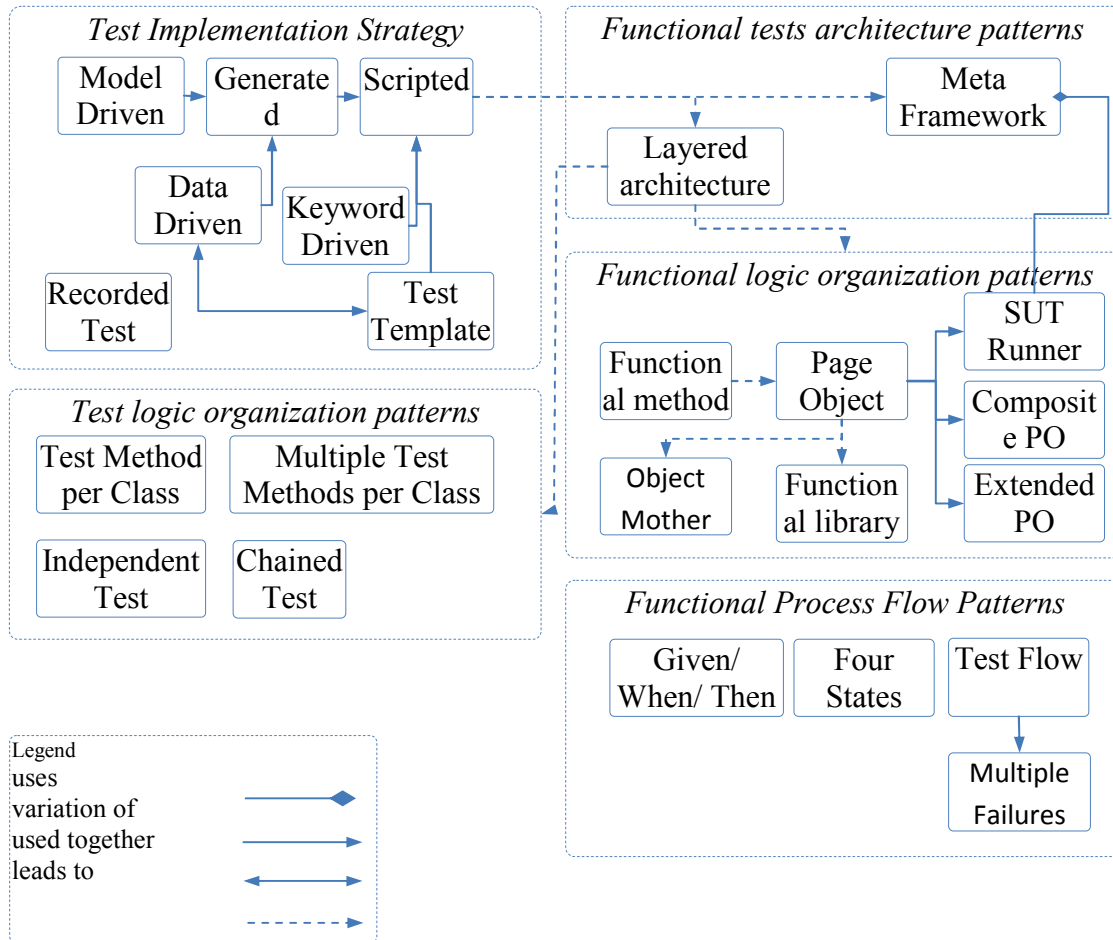 Test Implementation Strategy
Model
Driven
Generate
d
Scripted
Data
Driven
Keyword
Driven
Recorded
Test
Test
Template
Functional tests architecture patterns
Meta
Framework
Layered
architecture
Functional logic organization patterns
SUT
Runner
Function
al method
Page
Object
Composit
e PO
Object
Mother
Function
al library
Extended
PO
Test logic organization patterns
Test Method
per Class
Multiple Test
Methods per Class
Independent
Test
Chained
Test
Functional Process Flow Patterns
Given/
When/ Then
Four
States
Test Flow
Multiple
Failures
Legend
uses
variation of
used together
leads to